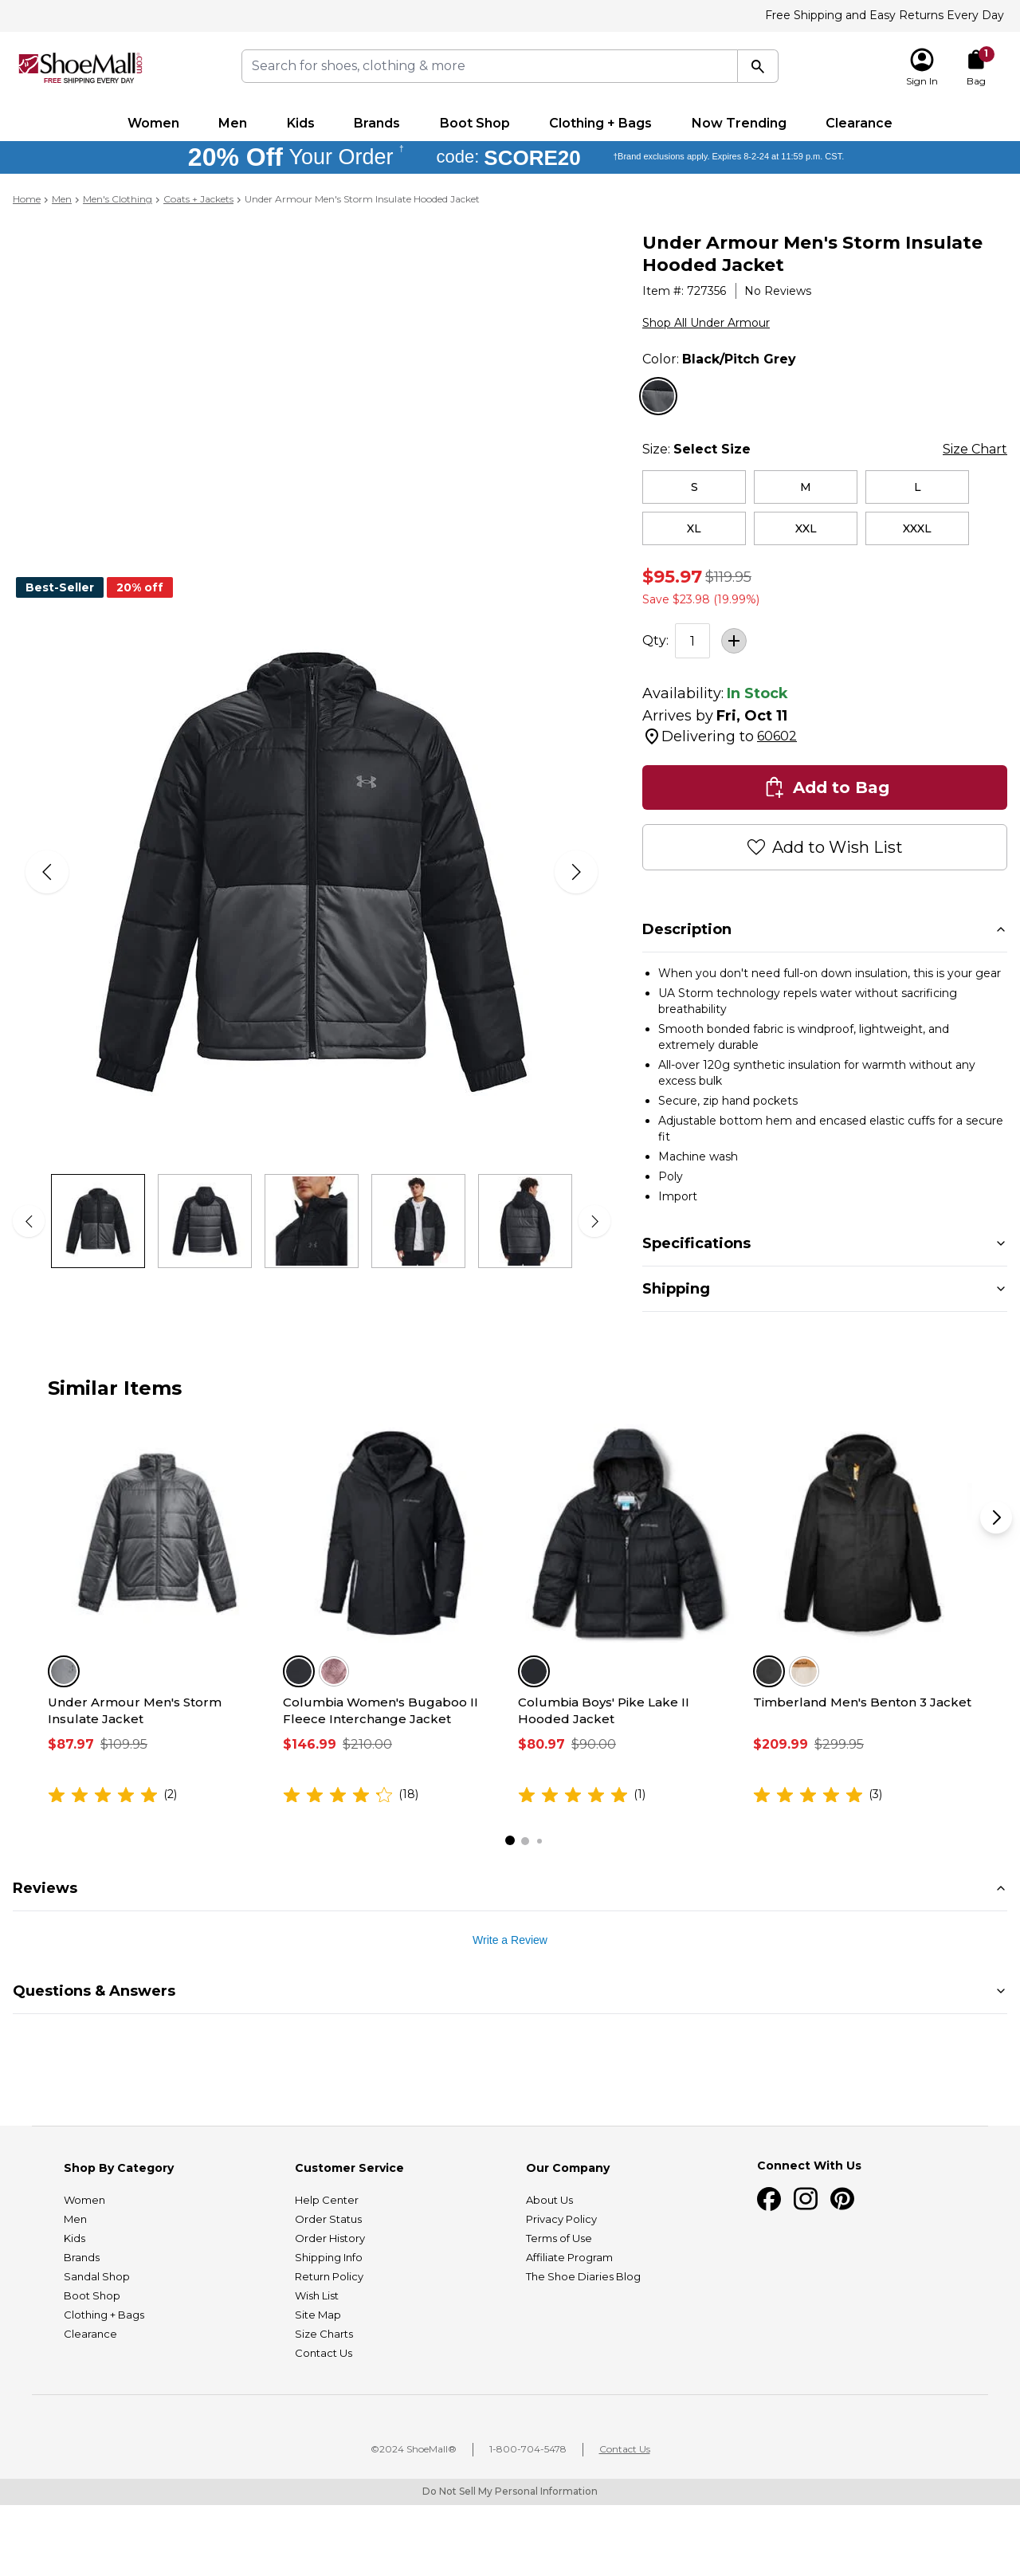 Free Shipping and Easy Returns Every Day
ShoeMall.COM
FREE SHIPPING EVERY DAY
Search for shoes, clothing & more
Sign In
1
Bag
Women Men Kids Brands Boot Shop Clothing + Bags Now Trending Clearance
20% Off Your Order † code: SCORE20 †Brand exclusions apply. Expires 8-2-24 at 11:59 p.m. CST.
Home > Men > Men's Clothing > Coats + Jackets > Under Armour Men's Storm Insulate Hooded Jacket
Best-Seller
20% off
Under Armour Men's Storm Insulate
Hooded Jacket
Item #: 727356 | No Reviews
Shop All Under Armour
Color: Black/Pitch Grey
Size: Select Size
Size Chart
S M L
XL XXL XXXL
$95.97 $119.95
Save $23.98 (19.99%)
Qty: 1 +
Availability: In Stock
Arrives by Fri, Oct 11
Delivering to 60602
Add to Bag
Add to Wish List
Description
• When you don't need full-on down insulation, this is your gear
• UA Storm technology repels water without sacrificing
breathability
• Smooth bonded fabric is windproof, lightweight, and
extremely durable
• All-over 120g synthetic insulation for warmth without any
excess bulk
• Secure, zip hand pockets
• Adjustable bottom hem and encased elastic cuffs for a secure
fit
• Machine wash
• Poly
• Import
Specifications
Shipping
Similar Items
Under Armour Men's Storm
Insulate Jacket
$87.97 $109.95
(2)
Columbia Women's Bugaboo II
Fleece Interchange Jacket
$146.99 $210.00
(18)
Columbia Boys' Pike Lake II
Hooded Jacket
$80.97 $90.00
(1)
Timberland Men's Benton 3 Jacket
$209.99 $299.95
(3)
Reviews
Write a Review
Questions & Answers
Shop By Category
Women
Men
Kids
Brands
Sandal Shop
Boot Shop
Clothing + Bags
Clearance
Customer Service
Help Center
Order Status
Order History
Shipping Info
Return Policy
Wish List
Site Map
Size Charts
Contact Us
Our Company
About Us
Privacy Policy
Terms of Use
Affiliate Program
The Shoe Diaries Blog
Connect With Us
©2024 ShoeMall® | 1-800-704-5478 | Contact Us
Do Not Sell My Personal Information